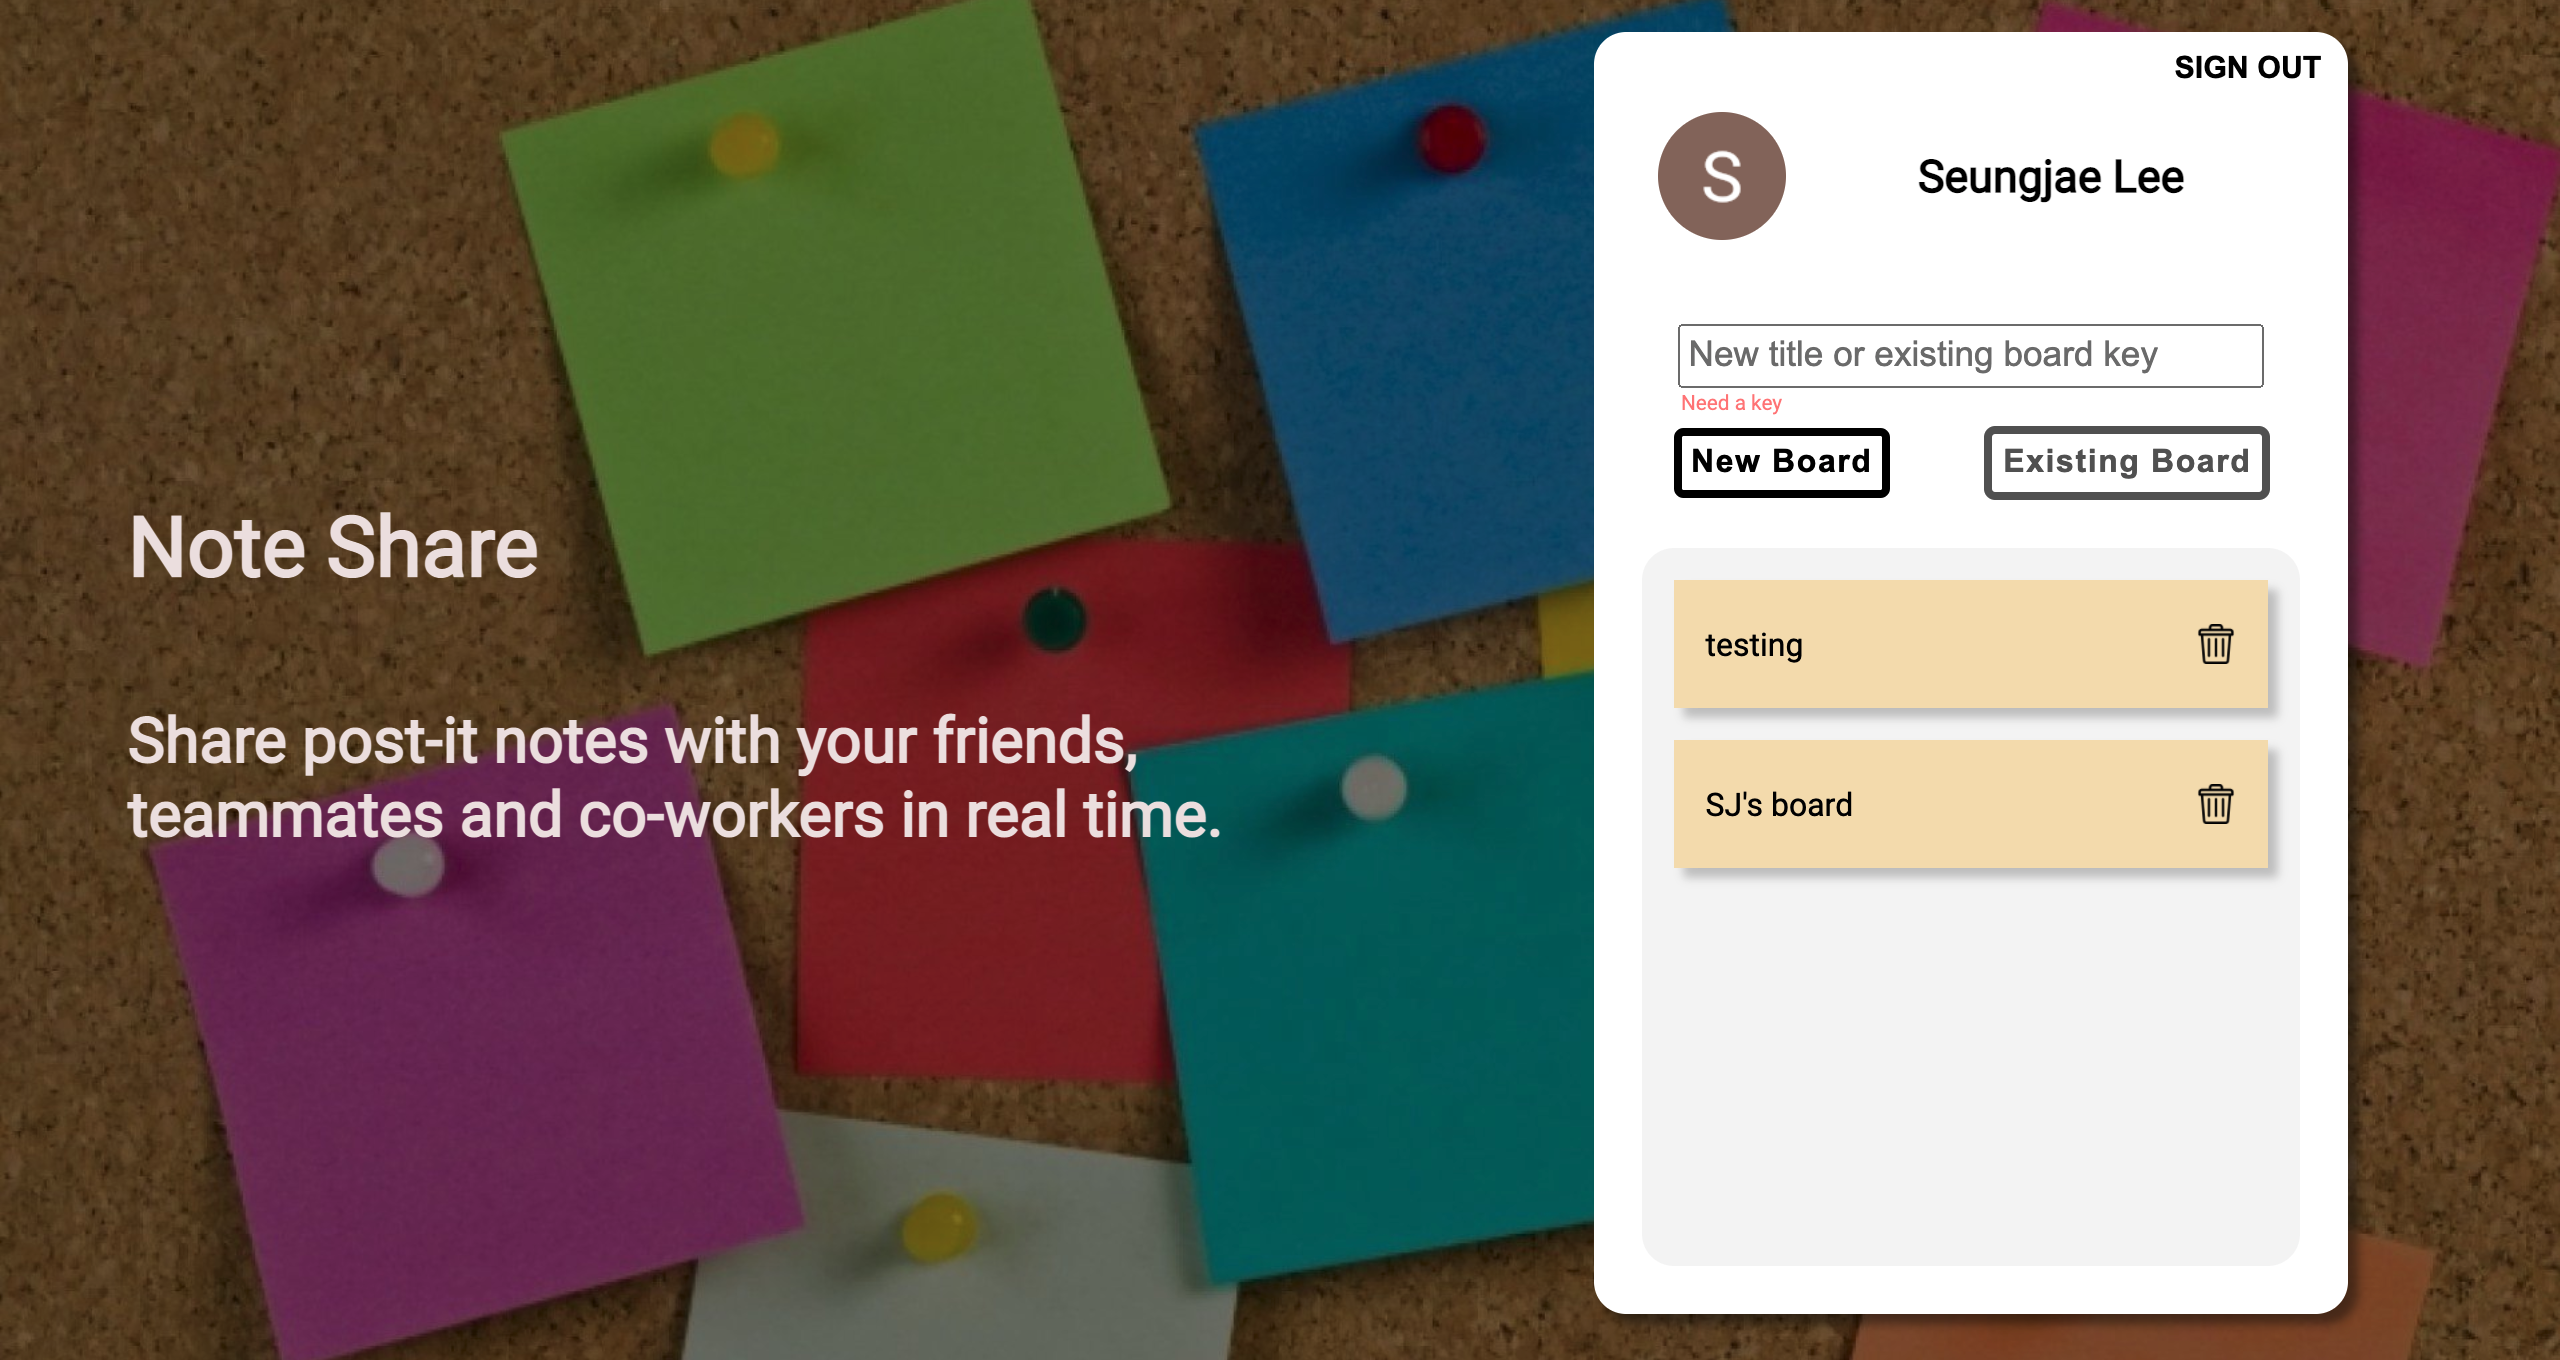 Note Share
Share post-it notes with your friends,
teammates and co-workers in real time.
SIGN OUT
S
Seungjae Lee
New title or existing board key
Need a key
New Board
Existing Board
testing
SJ's board